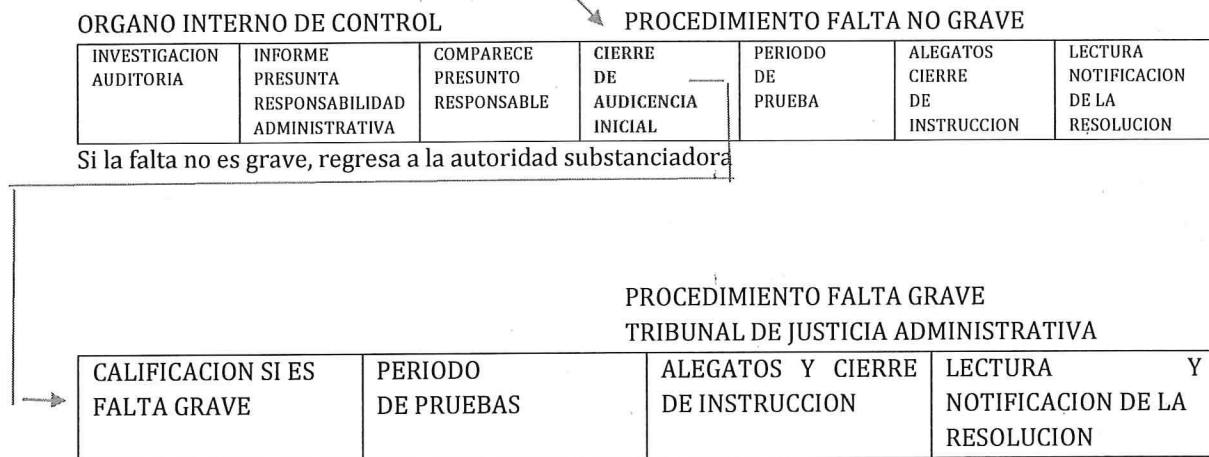 ORGANO INTERNO DE CONTROL
PROCEDIMIENTO FALTA NO GRAVE
INVESTIGACION
AUDITORIA
INFORME
PRESUNTA
RESPONSABILIDAD
ADMINISTRATIVA
COMPARECE
PRESUNTO
RESPONSABLE
CIERRE
DE
AUDICENCIA
INICIAL
PERIODO
DE
PRUEBA
ALEGATOS
CIERRE
DE
INSTRUCCION
LECTURA
NOTIFICACION
DE LA
RESOLUCION
Si la falta no es grave, regresa a la autoridad substanciadora
PROCEDIMIENTO FALTA GRAVE
TRIBUNAL DE JUSTICIA ADMINISTRATIVA
CALIFICACION SI ES
FALTA GRAVE
PERIODO
DE PRUEBAS
ALEGATOS Y CIERRE
DE INSTRUCCION
LECTURA Y
NOTIFICACION DE LA
RESOLUCION